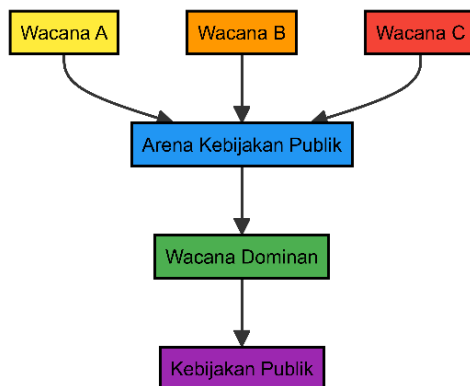 Wacana A
Wacana B
Wacana C
Arena Kebijakan Publik
Wacana Dominan
Kebijakan Publik